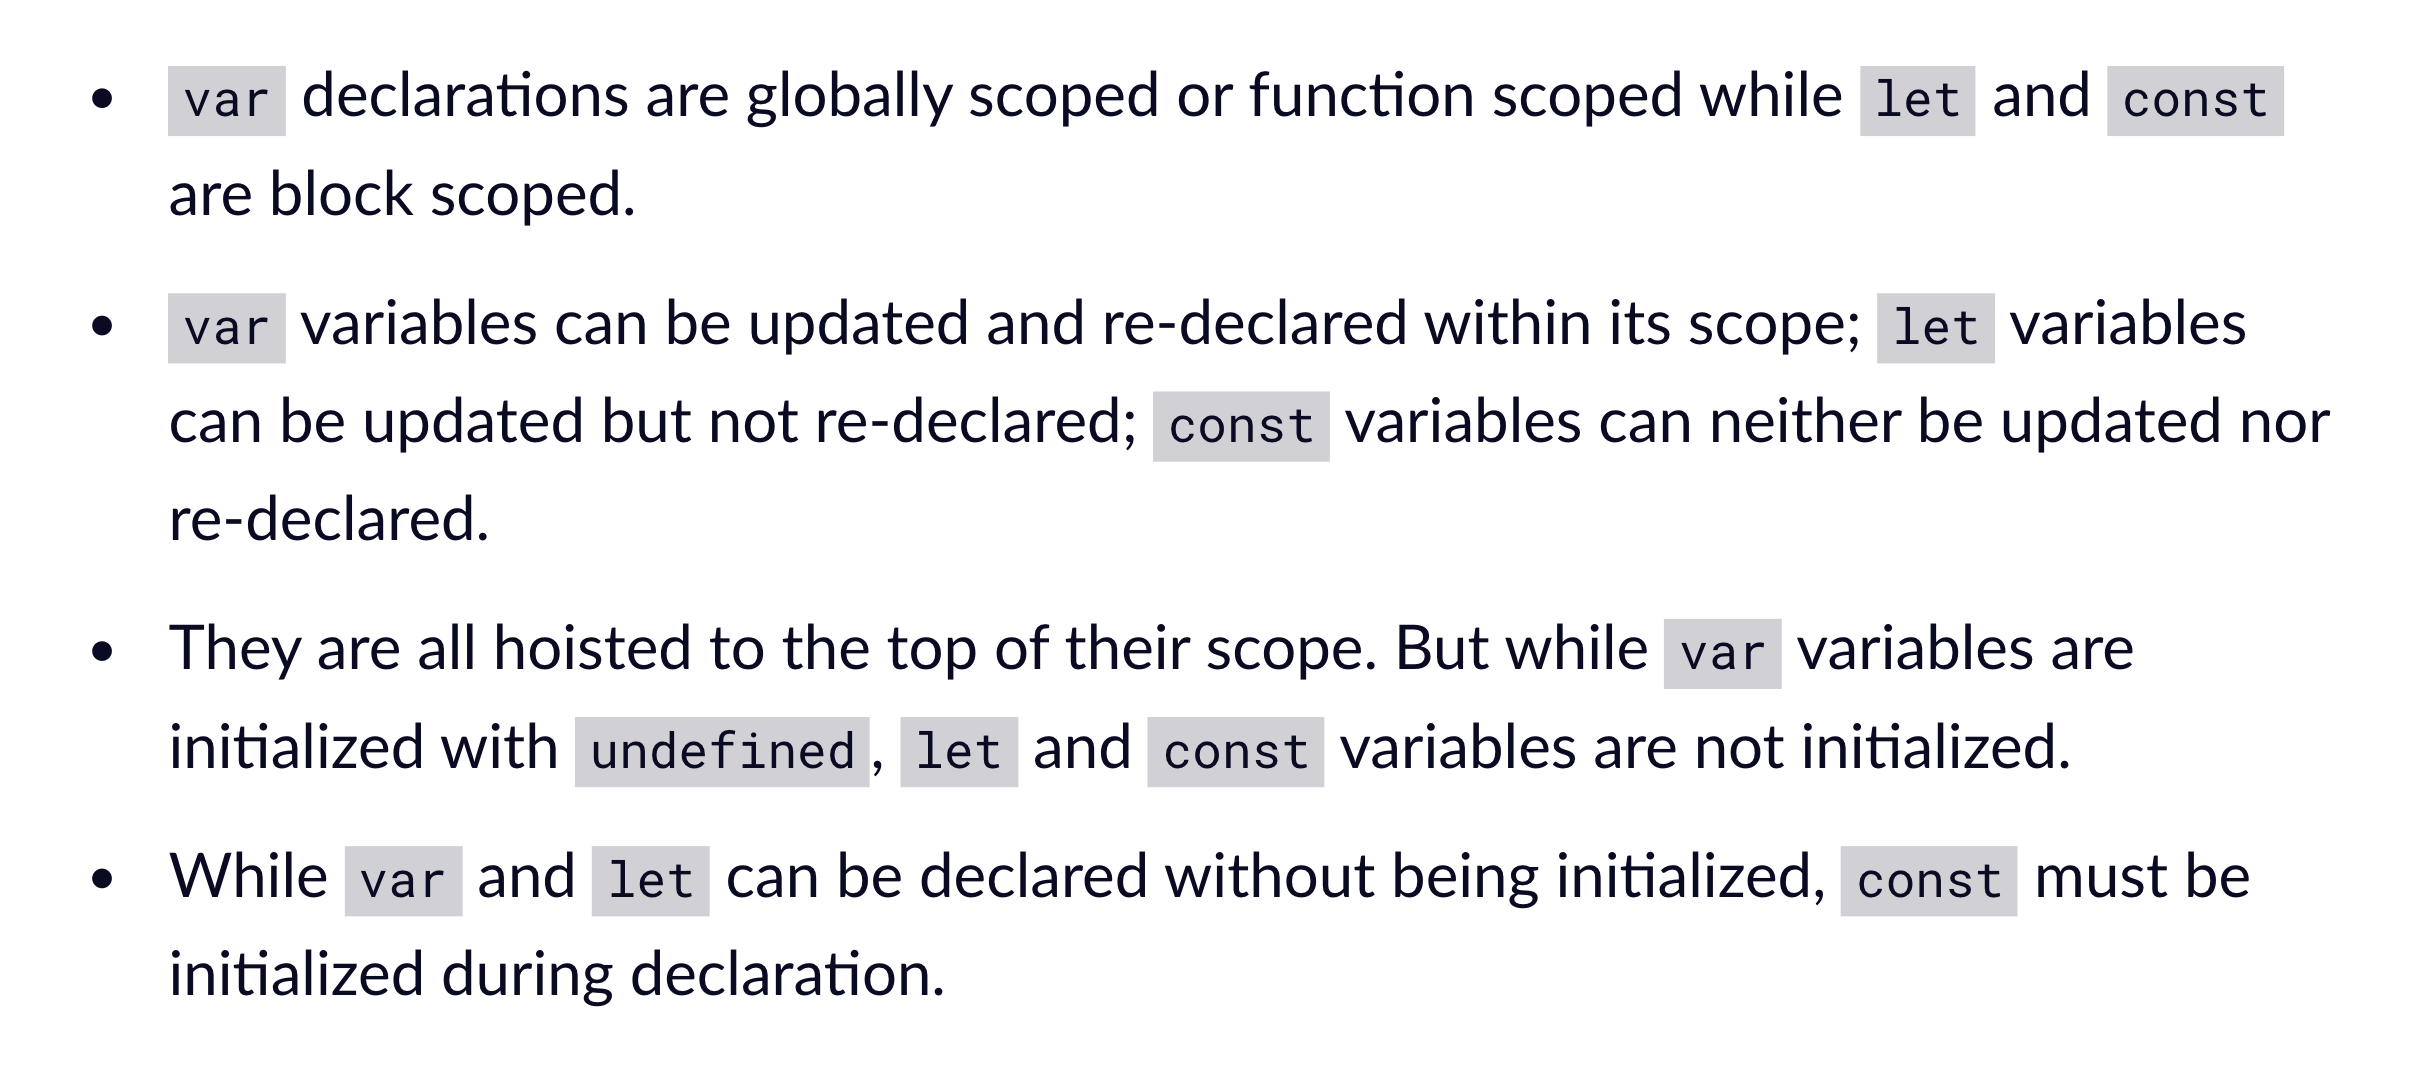 • var declarations are globally scoped or function scoped while let and const
are block scoped.
• var variables can be updated and re-declared within its scope; let variables
can be updated but not re-declared; const variables can neither be updated nor
re-declared.
• They are all hoisted to the top of their scope. But while var variables are
initialized with undefined, let and const variables are not initialized.
• While var and let can be declared without being initialized, const must be
initialized during declaration.